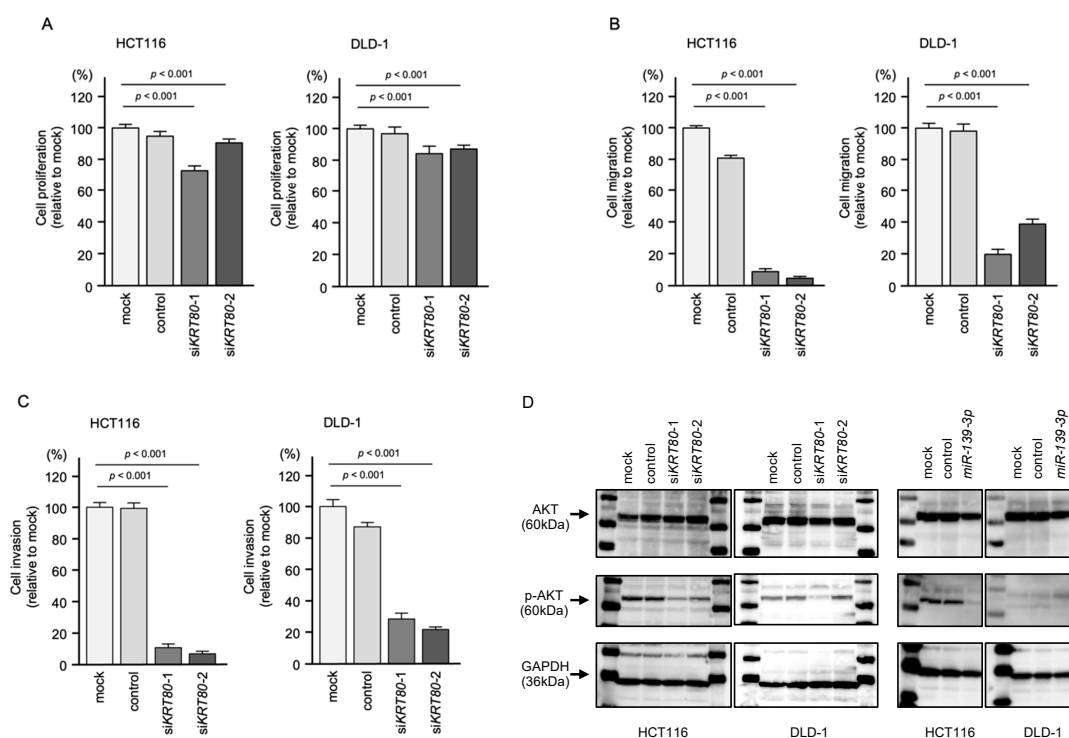 A
HCT116
(%)
p < 0.001
p < 0.001
120
100
80
60
40
20
0
Cell proliferation
(relative to mock)
mock
control
siKRT80-1
siKRT80-2
DLD-1
(%)
p < 0.001
p < 0.001
120
100
80
60
40
20
0
Cell proliferation
(relative to mock)
mock
control
siKRT80-1
siKRT80-2
B
HCT116
(%)
p < 0.001
p < 0.001
120
100
80
60
40
20
0
Cell migration
(relative to mock)
mock
control
siKRT80-1
siKRT80-2
DLD-1
(%)
p < 0.001
p < 0.001
120
100
80
60
40
20
0
Cell migration
(relative to mock)
mock
control
siKRT80-1
siKRT80-2
C
HCT116
(%)
p < 0.001
p < 0.001
120
100
80
60
40
20
0
Cell invasion
(relative to mock)
mock
control
siKRT80-1
siKRT80-2
DLD-1
(%)
p < 0.001
p < 0.001
120
100
80
60
40
20
0
Cell invasion
(relative to mock)
mock
control
siKRT80-1
siKRT80-2
D
mock
control
siKRT80-1
siKRT80-2
mock
control
siKRT80-1
siKRT80-2
mock
control
miR-139-3p
mock
control
miR-139-3p
AKT
(60kDa)
p-AKT
(60kDa)
GAPDH
(36kDa)
HCT116
DLD-1
HCT116
DLD-1